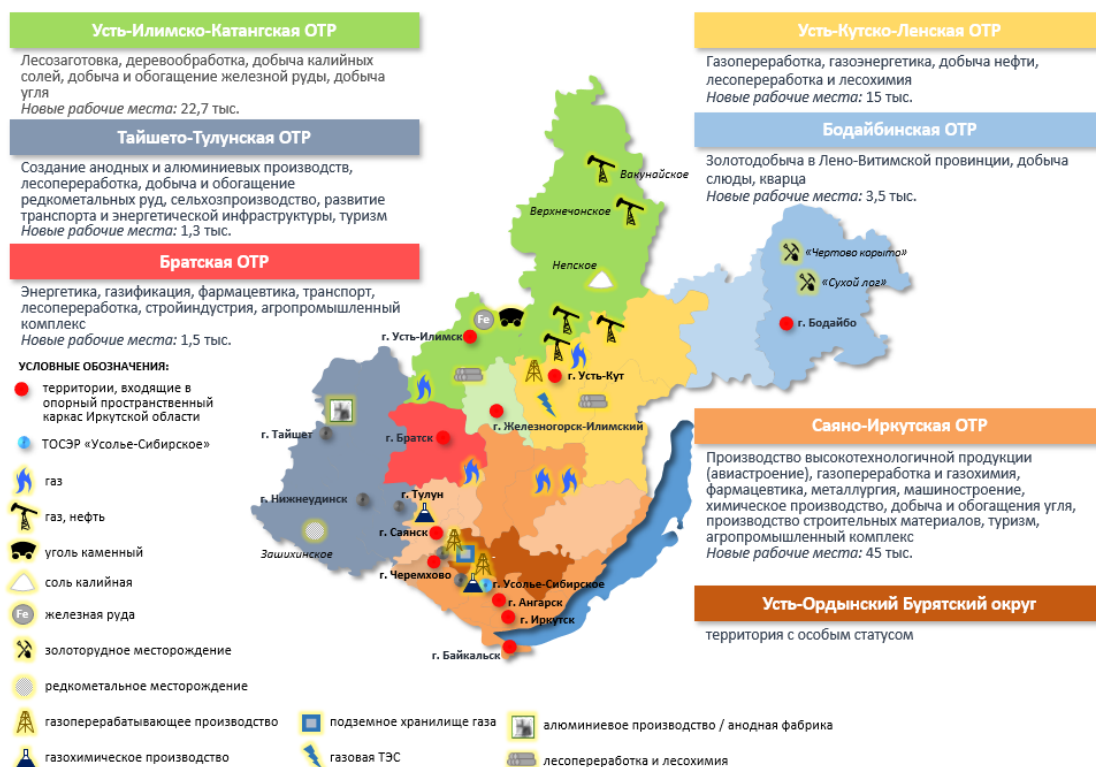 Усть-Илимско-Катангская ОТР
Лесозаготовка, деревообработка, добыча калийных
солей, добыча и обогащение железной руды, добыча
угля
Новые рабочие места: 22,7 тыс.
Тайшето-Тулунская ОТР
Создание анодных и алюминиевых производств,
лесопереработка, добыча и обогащение
редкометальных руд, сельхозпроизводство, развитие
транспорта и энергетической инфраструктуры, туризм
Новые рабочие места: 1,3 тыс.
Братская ОТР
Энергетика, газификация, фармацевтика, транспорт,
лесопереработка, стройиндустрия, агропромышленный
комплекс
Новые рабочие места: 1,5 тыс.
УСЛОВНЫЕ ОБОЗНАЧЕНИЯ:
территории, входящие в
опорный пространственный
каркас Иркутской области
ТОСЭР «Усолье-Сибирское»
газ
газ, нефть
уголь каменный
соль калийная
Fe
железная руда
золоторудное месторождение
редкометальное месторождение
газоперерабатывающее производство
газохимическое производство
подземное хранилище газа
газовая ТЭС
алюминиевое производство / анодная фабрика
лесопереработка и лесохимия
Вакунайское
Верхнечонское
Непское
Fe
г. Усть-Илимск
г. Усть-Кут
г. Железногорск-Илимский
г. Тайшет
г. Братск
г. Нижнеудинск
г. Тулун
Зашихинское
г. Саянск
г. Черемхово
г. Усолье-Сибирское
г. Ангарск
г. Иркутск
г. Байкальск
«Чертово корыто»
«Сухой лог»
г. Бодайбо
Усть-Кутско-Ленская ОТР
Газопереработка, газоэнергетика, добыча нефти,
лесопереработка и лесохимия
Новые рабочие места: 15 тыс.
Бодайбинская ОТР
Золотодобыча в Лено-Витимской провинции, добыча
слюды, кварца
Новые рабочие места: 3,5 тыс.
Саяно-Иркутская ОТР
Производство высокотехнологичной продукции
(авиастроение), газопереработка и газохимия,
фармацевтика, металлургия, машиностроение,
химическое производство, добыча и обогащения угля,
производство строительных материалов, туризм,
агропромышленный комплекс
Новые рабочие места: 45 тыс.
Усть-Ордынский Бурятский округ
территория с особым статусом